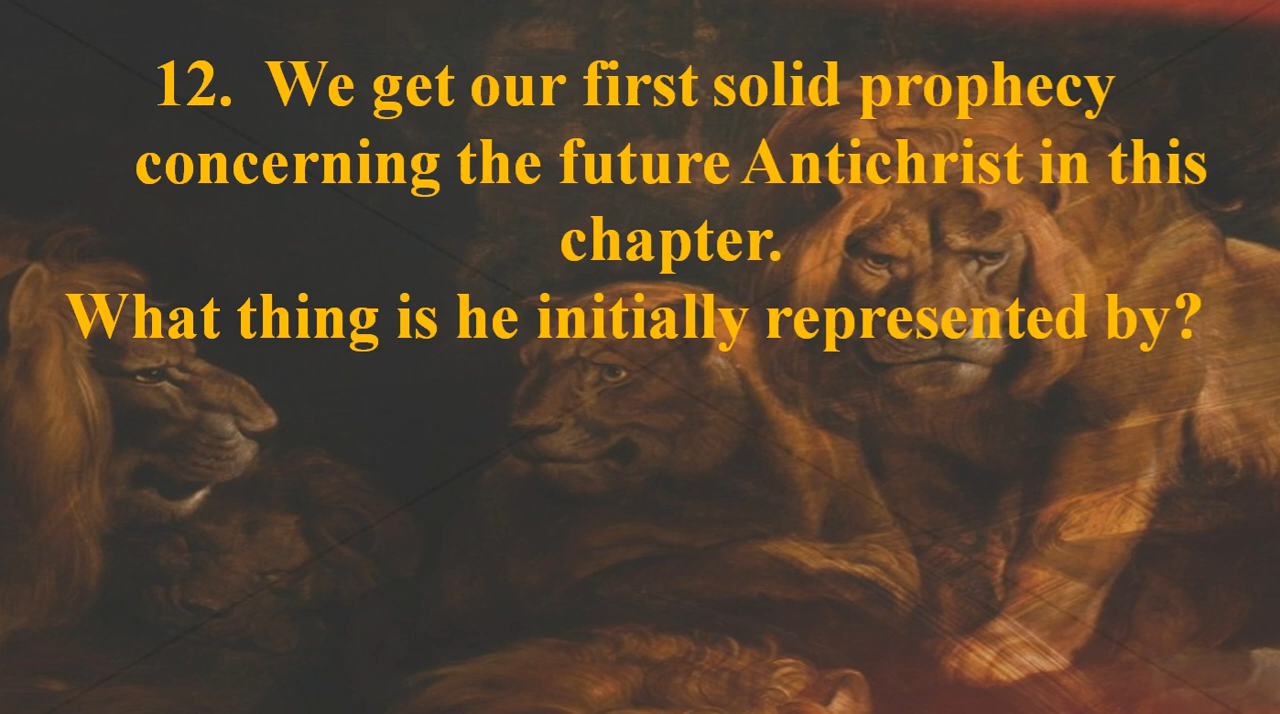 12.  We get our first solid prophecy
concerning the future Antichrist in this
chapter.
What thing is he initially represented by?